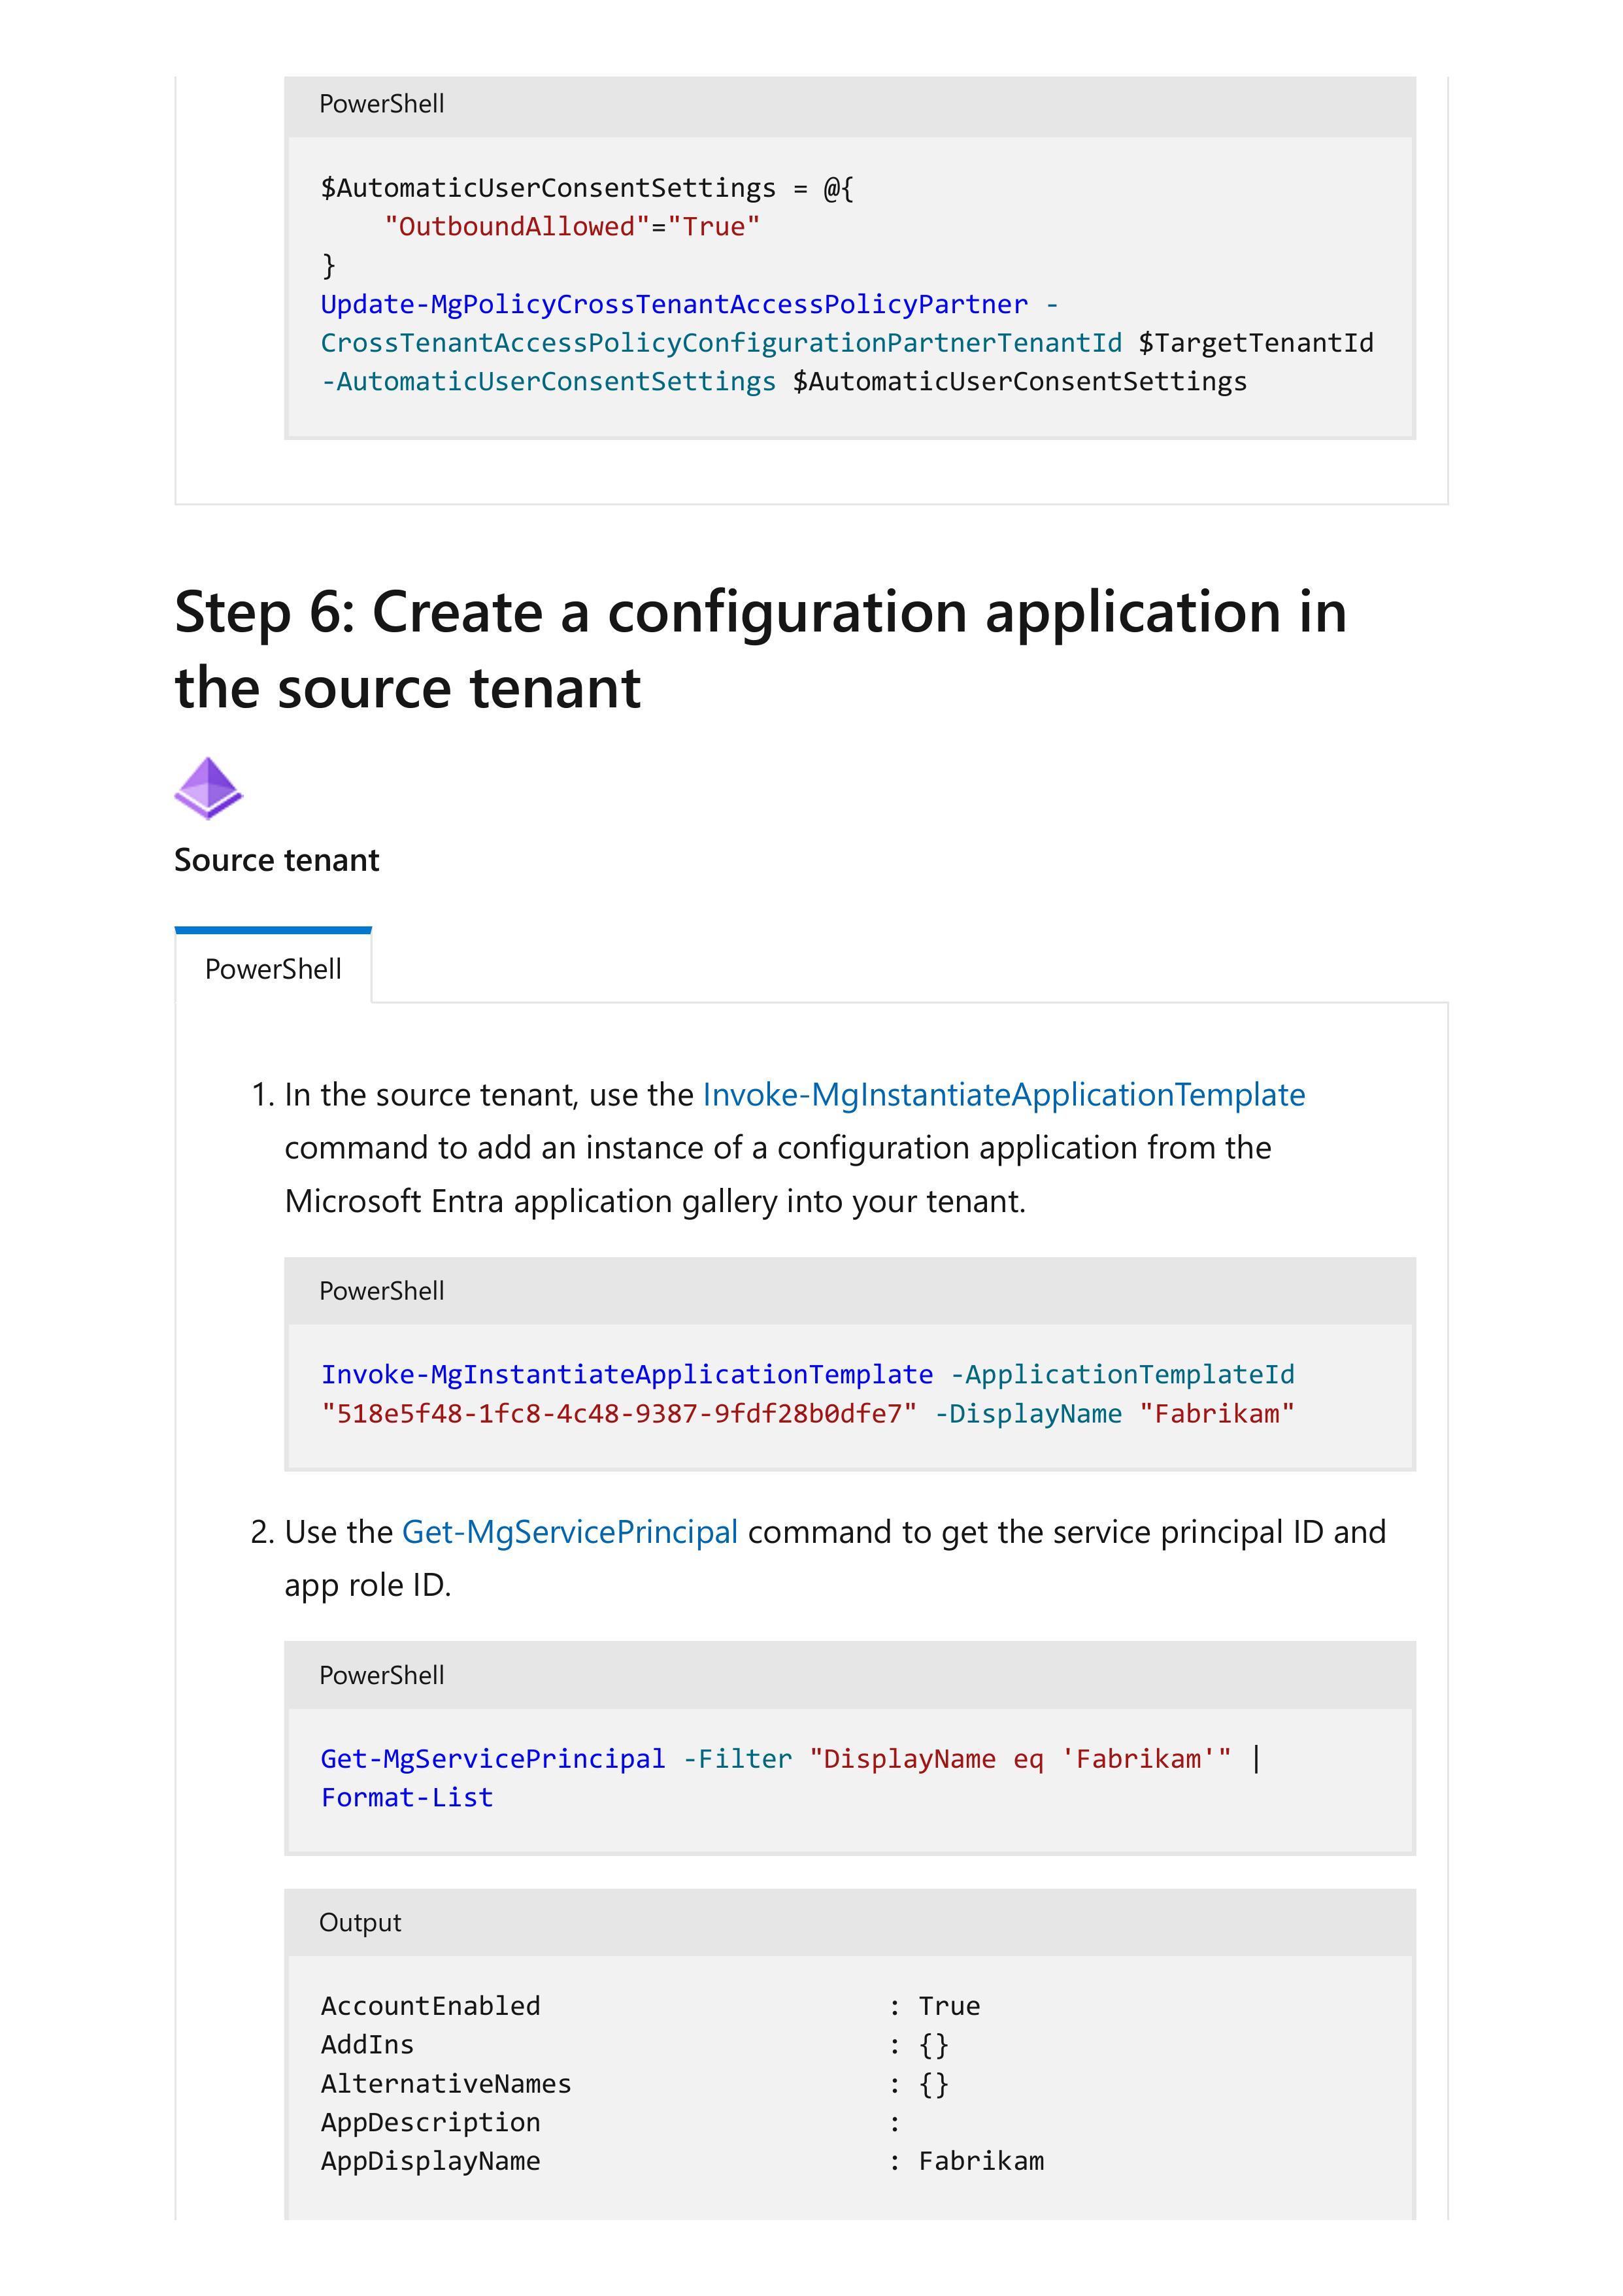 PowerShell
$AutomaticUserConsentSettings = @{
    "OutboundAllowed"="True"
}
Update-MgPolicyCrossTenantAccessPolicyPartner -
CrossTenantAccessPolicyConfigurationPartnerTenantId $TargetTenantId
-AutomaticUserConsentSettings $AutomaticUserConsentSettings
Step 6: Create a configuration application in
the source tenant
Source tenant
PowerShell
1. In the source tenant, use the Invoke-MgInstantiateApplicationTemplate
command to add an instance of a configuration application from the
Microsoft Entra application gallery into your tenant.
PowerShell
Invoke-MgInstantiateApplicationTemplate -ApplicationTemplateId
"518e5f48-1fc8-4c48-9387-9fdf28b0dfe7" -DisplayName "Fabrikam"
2. Use the Get-MgServicePrincipal command to get the service principal ID and
app role ID.
PowerShell
Get-MgServicePrincipal -Filter "DisplayName eq 'Fabrikam'" |
Format-List
Output
AccountEnabled                      : True
AddIns                              : {}
AlternativeNames                    : {}
AppDescription                      :
AppDisplayName                      : Fabrikam